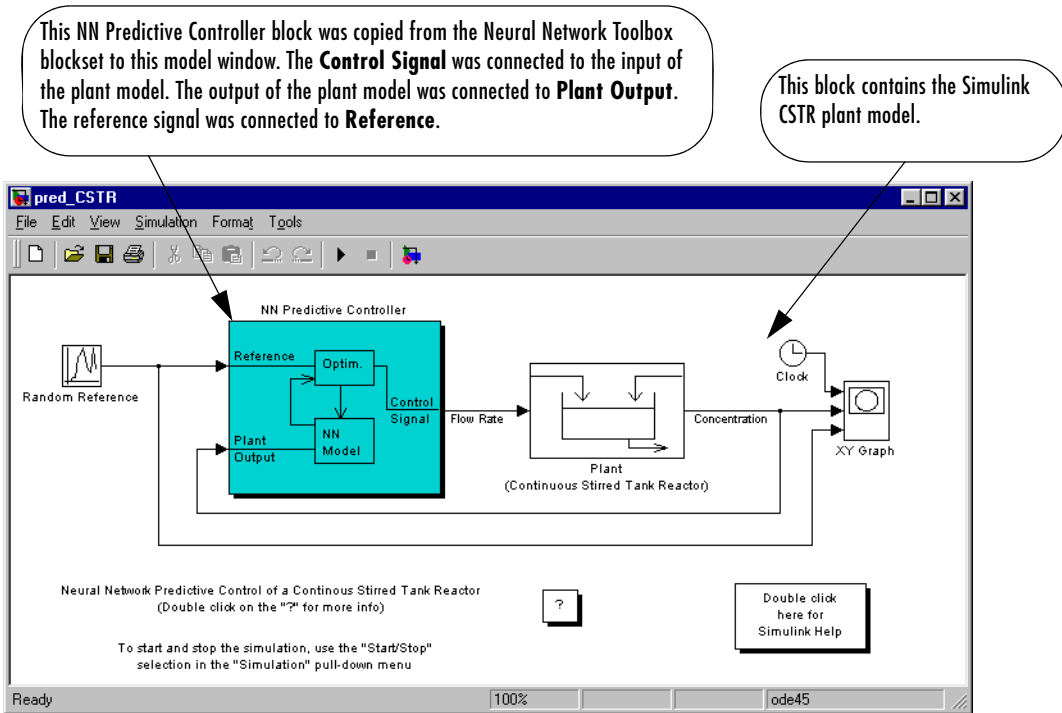 This NN Predictive Controller block was copied from the Neural Network Toolbox
blockset to this model window. The Control Signal was connected to the input of
the plant model. The output of the plant model was connected to Plant Output.
The reference signal was connected to Reference.
This block contains the Simulink
CSTR plant model.
pred_CSTR
File Edit View Simulation Format Tools
NN Predictive Controller
Reference
Optim.
Control
Signal
Plant
Output
NN
Model
Random Reference
Flow Rate
Plant
(Continuous Stirred Tank Reactor)
Concentration
Clock
XY Graph
Neural Network Predictive Control of a Continous Stirred Tank Reactor
(Double click on the "?" for more info)
To start and stop the simulation, use the "Start/Stop"
selection in the "Simulation" pull-down menu
?
Double click
here for
Simulink Help
Ready 100% ode45